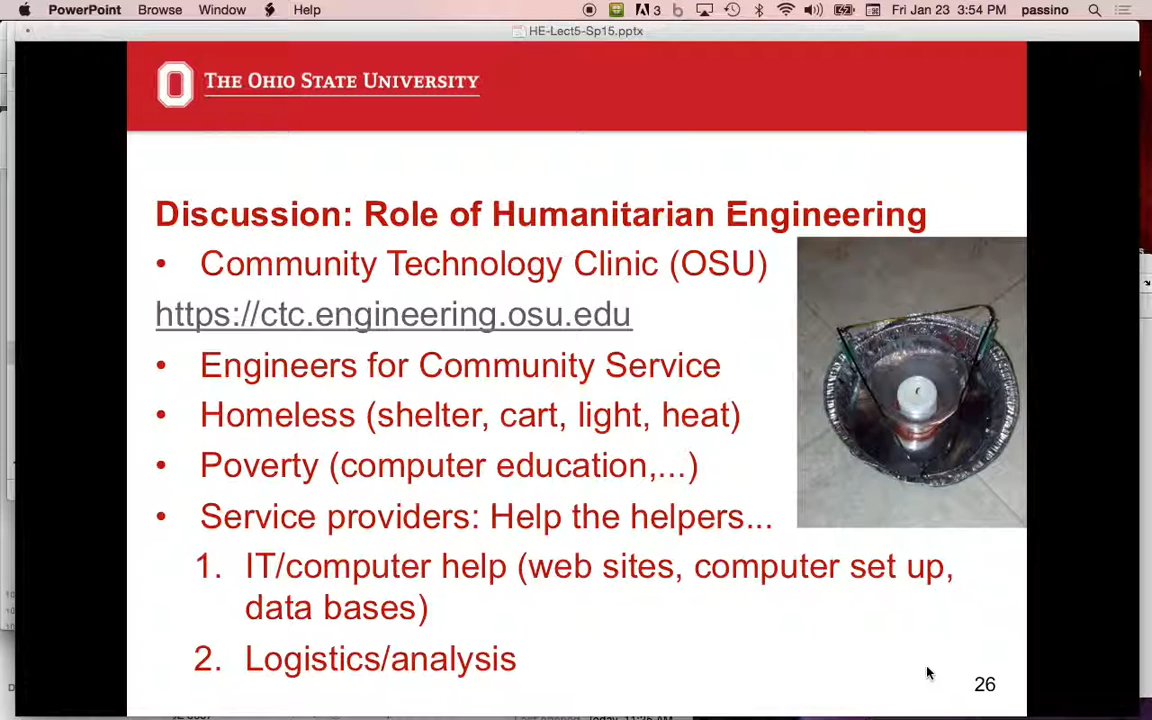 PowerPoint Browse Window Help 3 Fri Jan 23 3:54 PM passino
HE-Lect5-Sp15.pptx
THE OHIO STATE UNIVERSITY
Discussion: Role of Humanitarian Engineering
• Community Technology Clinic (OSU)
https://ctc.engineering.osu.edu
• Engineers for Community Service
• Homeless (shelter, cart, light, heat)
• Poverty (computer education,...)
• Service providers: Help the helpers...
1. IT/computer help (web sites, computer set up,
data bases)
2. Logistics/analysis
26